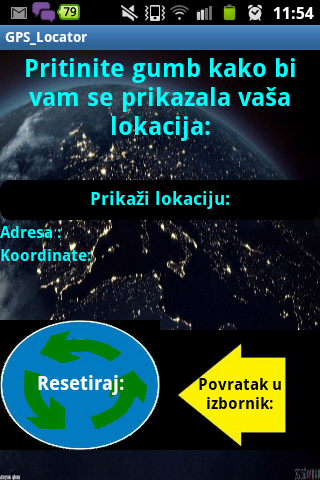 79
11:54
GPS_Locator
Pritinite gumb kako bi
vam se prikazala vaša
lokacija:
Prikaži lokaciju:
Adresa :
Koordinate:
Resetiraj:
Povratak u
izbornik: